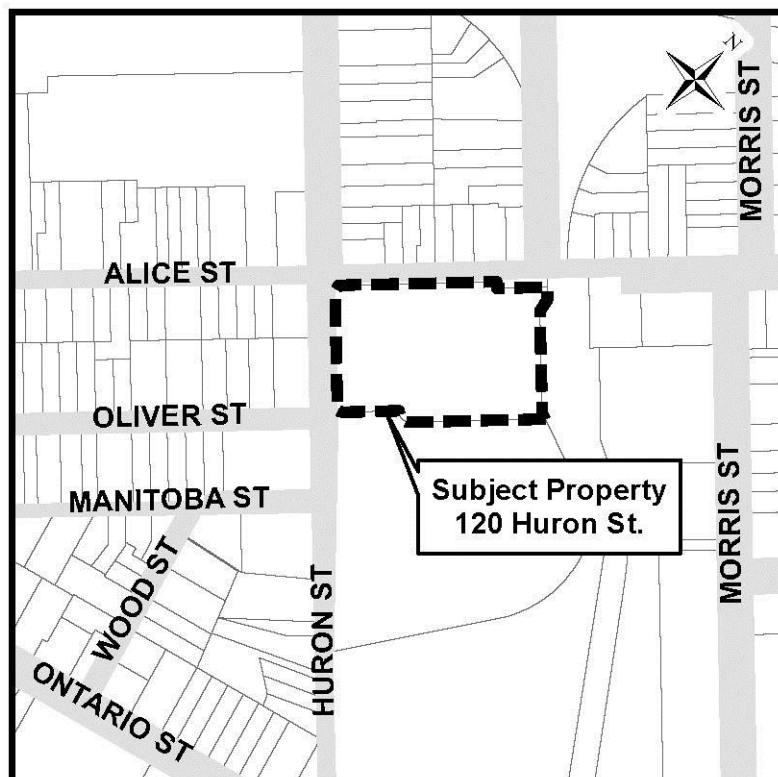 N
MORRIS ST
ALICE ST
OLIVER ST
Subject Property
120 Huron St.
MANITOBA ST
MORRIS ST
WOOD ST
HURON ST
ONTARIO ST